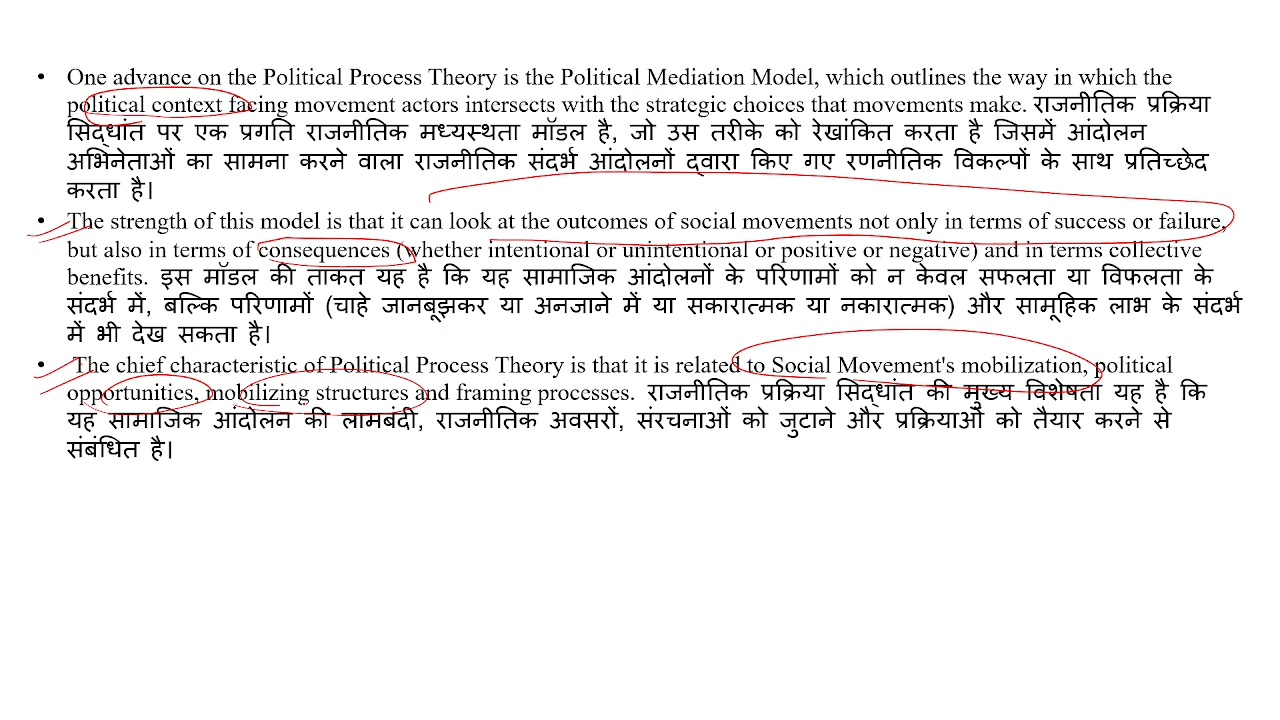 • One advance on the Political Process Theory is the Political Mediation Model, which outlines the way in which the
political context facing movement actors intersects with the strategic choices that movements make. राजनीतिक प्रक्रिया
सिद्धांत पर एक प्रगति राजनीतिक मध्यस्थता मॉडल है, जो उस तरीके को रेखांकित करता है जिसमें आंदोलन
अभिनेताओं का सामना करने वाला राजनीतिक संदर्भ आंदोलनों द्वारा किए गए रणनीतिक विकल्पों के साथ प्रतिच्छेद
करता है।
• The strength of this model is that it can look at the outcomes of social movements not only in terms of success or failure,
but also in terms of consequences (whether intentional or unintentional or positive or negative) and in terms collective
benefits. इस मॉडल की ताकत यह है कि यह सामाजिक आंदोलनों के परिणामों को न केवल सफलता या विफलता के
संदर्भ में, बल्कि परिणामों (चाहे जानबूझकर या अनजाने में या सकारात्मक या नकारात्मक) और सामूहिक लाभ के संदर्भ
में भी देख सकता है।
• The chief characteristic of Political Process Theory is that it is related to Social Movement's mobilization, political
opportunities, mobilizing structures and framing processes. राजनीतिक प्रक्रिया सिद्धांत की मुख्य विशेषता यह है कि
यह सामाजिक आंदोलन की लामबंदी, राजनीतिक अवसरों, संरचनाओं को जुटाने और प्रक्रियाओं को तैयार करने से
संबंधित है।